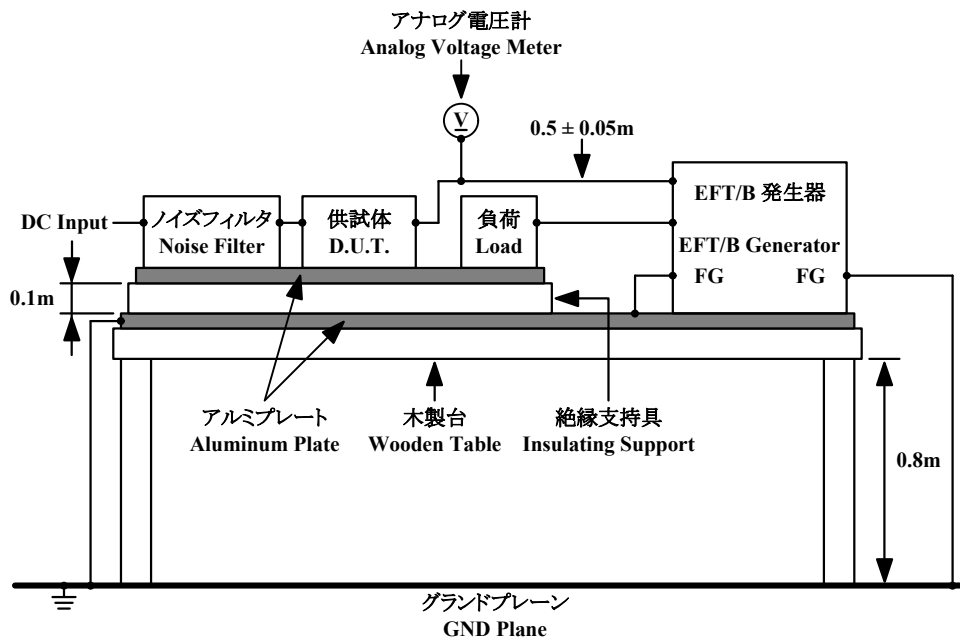 アナログ電圧計
Analog Voltage Meter
V
0.5 ± 0.05m
DC Input
ノイズフィルタ
Noise Filter
供試体
D.U.T.
負荷
Load
EFT/B 発生器
EFT/B Generator
FG
FG
0.1m
アルミプレート
Aluminum Plate
木製台
Wooden Table
絶縁支持具
Insulating Support
0.8m
グランドプレーン
GND Plane